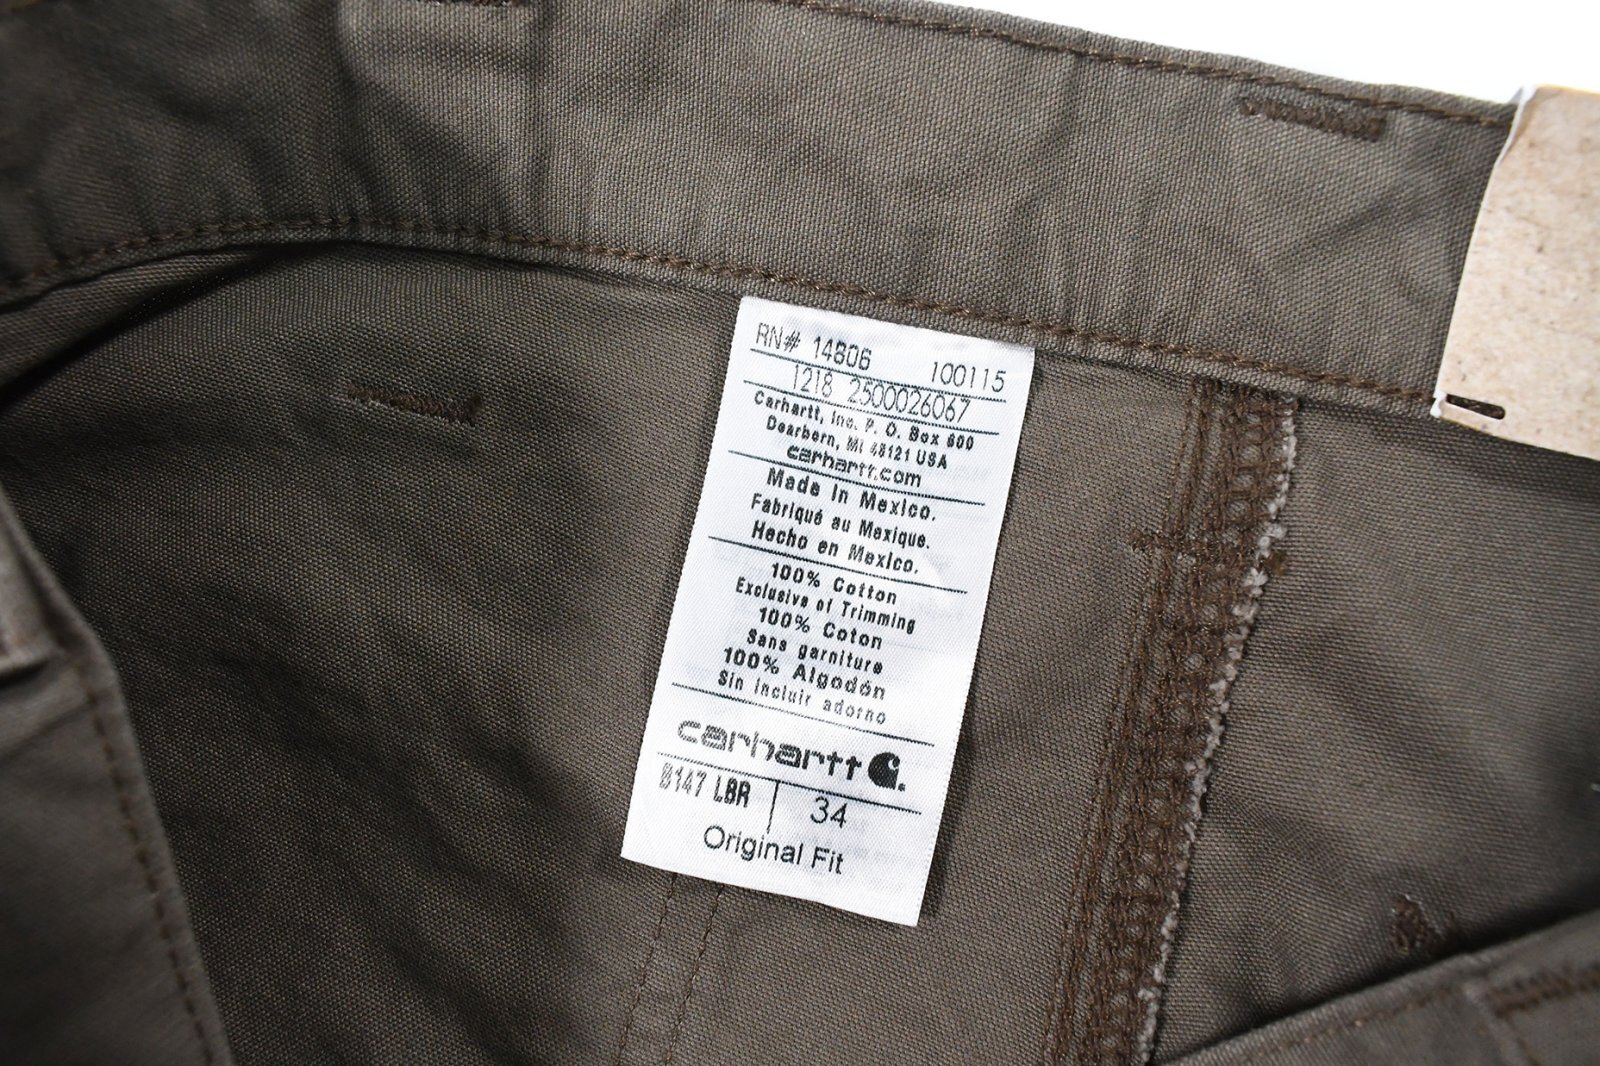 RN# 14806 100115
1218 2500026067
Carhartt, Inc. P. O. Box 600
Dearborn, MI 48121 USA
carhartt.com
Made in Mexico.
Fabriqué au Mexique.
Hecho en Mexico.
100% Cotton
Exclusive of Trimming
100% Coton
Sans garniture
100% Algodón
Sin incluir adorno
carhartt
B147 LBR 34
Original Fit